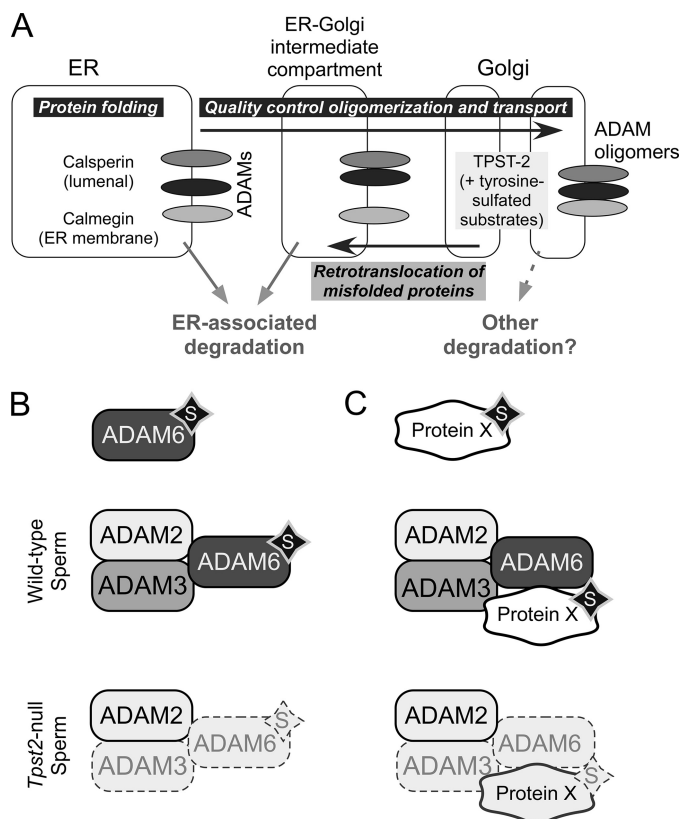 A
ER
ER-Golgi
intermediate
compartment
Golgi
Protein folding
Quality control oligomerization and transport
Calsperin
(lumenal)
Calmegin
(ER membrane)
ADAMs
TPST-2
(+ tyrosine-
sulfated
substrates)
ADAM
oligomers
Retrotranslocation of
misfolded proteins
ER-associated
degradation
Other
degradation?
B
S
ADAM6
C
S
Protein X
Wild-type
Sperm
ADAM2
ADAM3
ADAM6
S
ADAM2
ADAM3
ADAM6
Protein X
S
Tpst2-null
Sperm
ADAM2
ADAM3
ADAM6
S
ADAM2
ADAM3
ADAM6
Protein X
S